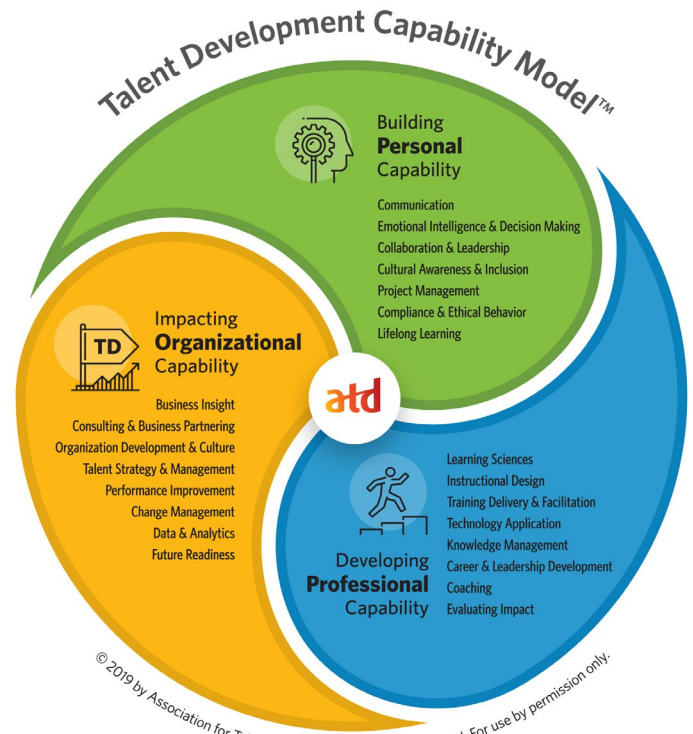 Talent Development Capability Model™
Building
Personal
Capability
Communication
Emotional Intelligence & Decision Making
Collaboration & Leadership
Cultural Awareness & Inclusion
Project Management
Compliance & Ethical Behavior
Lifelong Learning
TD
Impacting
Organizational
Capability
Business Insight
Consulting & Business Partnering
Organization Development & Culture
Talent Strategy & Management
Performance Improvement
Change Management
Data & Analytics
Future Readiness
atd
Developing
Professional
Capability
Learning Sciences
Instructional Design
Training Delivery & Facilitation
Technology Application
Knowledge Management
Career & Leadership Development
Coaching
Evaluating Impact
© 2019 by Association for
For use by permission only.